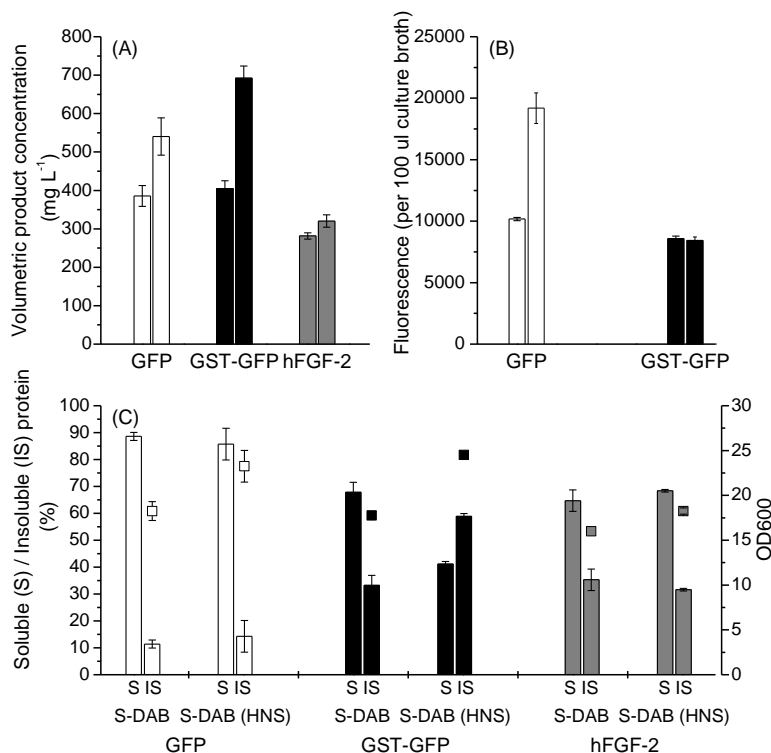 (A)
Volumetric product concentration
(mg L-1)
800
700
600
500
400
300
200
100
0
GFP GST-GFP hFGF-2
(B)
Fluorescence (per 100 ul culture broth)
25000
20000
15000
10000
5000
0
GFP GST-GFP
(C)
Soluble (S) / Insoluble (IS) protein
(%)
100
90
80
70
60
50
40
30
20
10
0
30
25
20
15
10
5
0
OD600
S IS S IS S IS S IS S IS S IS
S-DAB S-DAB (HNS) S-DAB S-DAB (HNS) S-DAB S-DAB (HNS)
GFP GST-GFP hFGF-2